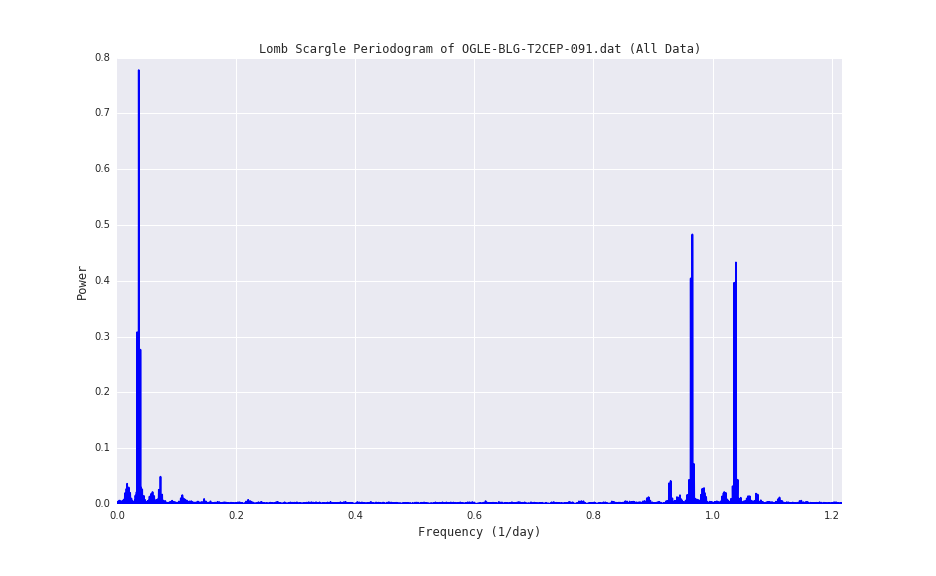 Lomb Scargle Periodogram of OGLE-BLG-T2CEP-091.dat (All Data)
0.8
0.7
0.6
0.5
0.4
0.3
0.2
0.1
0.0
Power
0.0 0.2 0.4 0.6 0.8 1.0 1.2
Frequency (1/day)